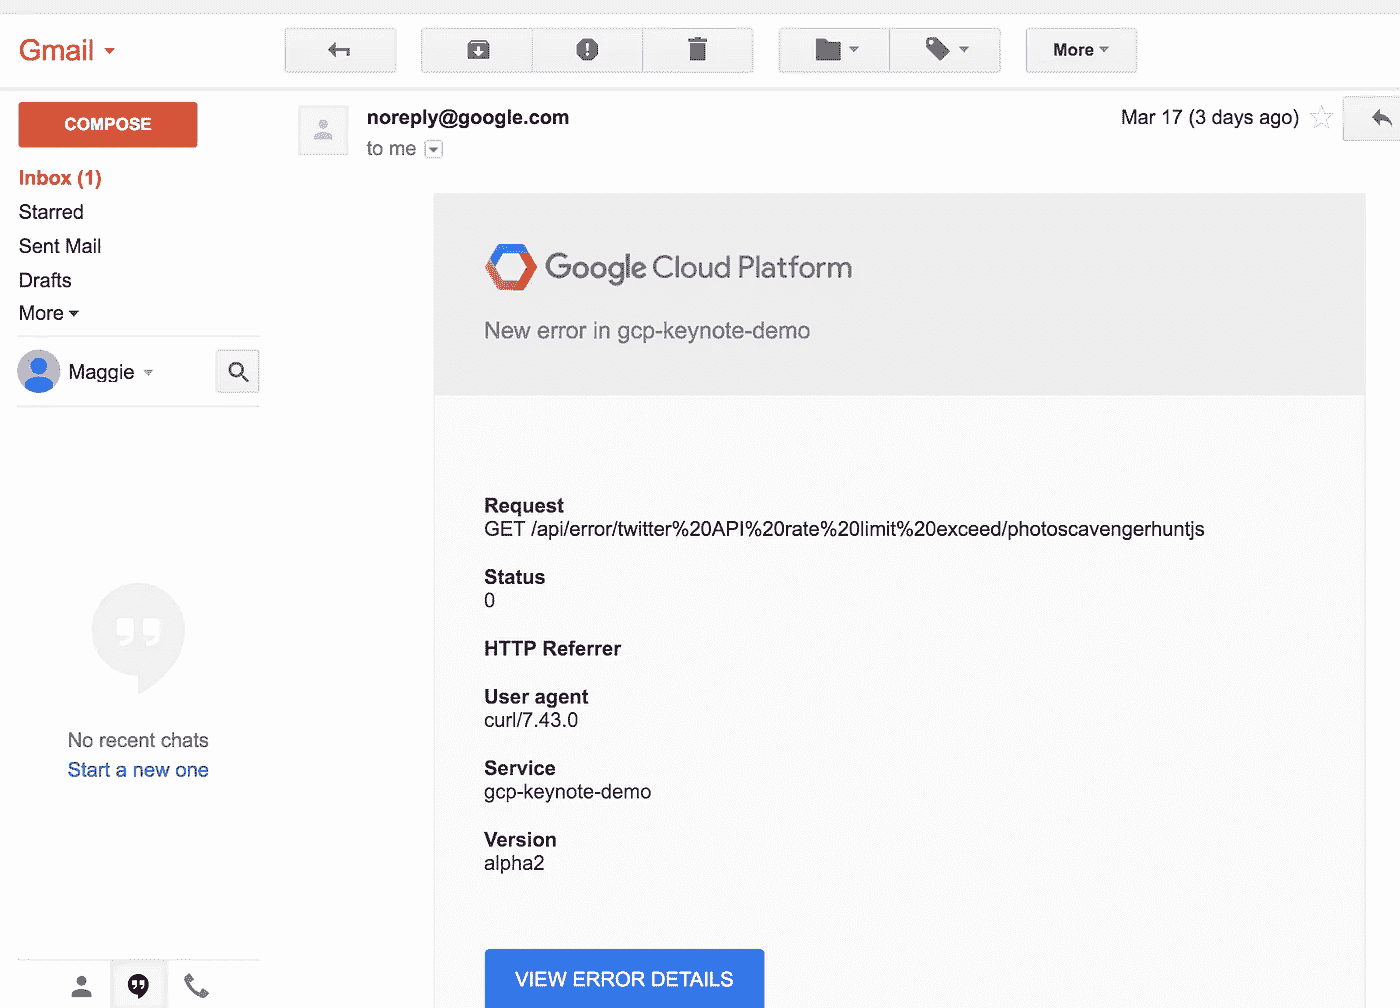 Gmail
More
COMPOSE
Inbox (1)
Starred
Sent Mail
Drafts
More
Maggie
No recent chats
Start a new one
noreply@google.com
Mar 17 (3 days ago)
to me
Google Cloud Platform
New error in gcp-keynote-demo
Request
GET /api/error/twitter%20API%20rate%20limit%20exceed/photoscavengerhuntjs
Status
0
HTTP Referrer
User agent
curl/7.43.0
Service
gcp-keynote-demo
Version
alpha2
VIEW ERROR DETAILS